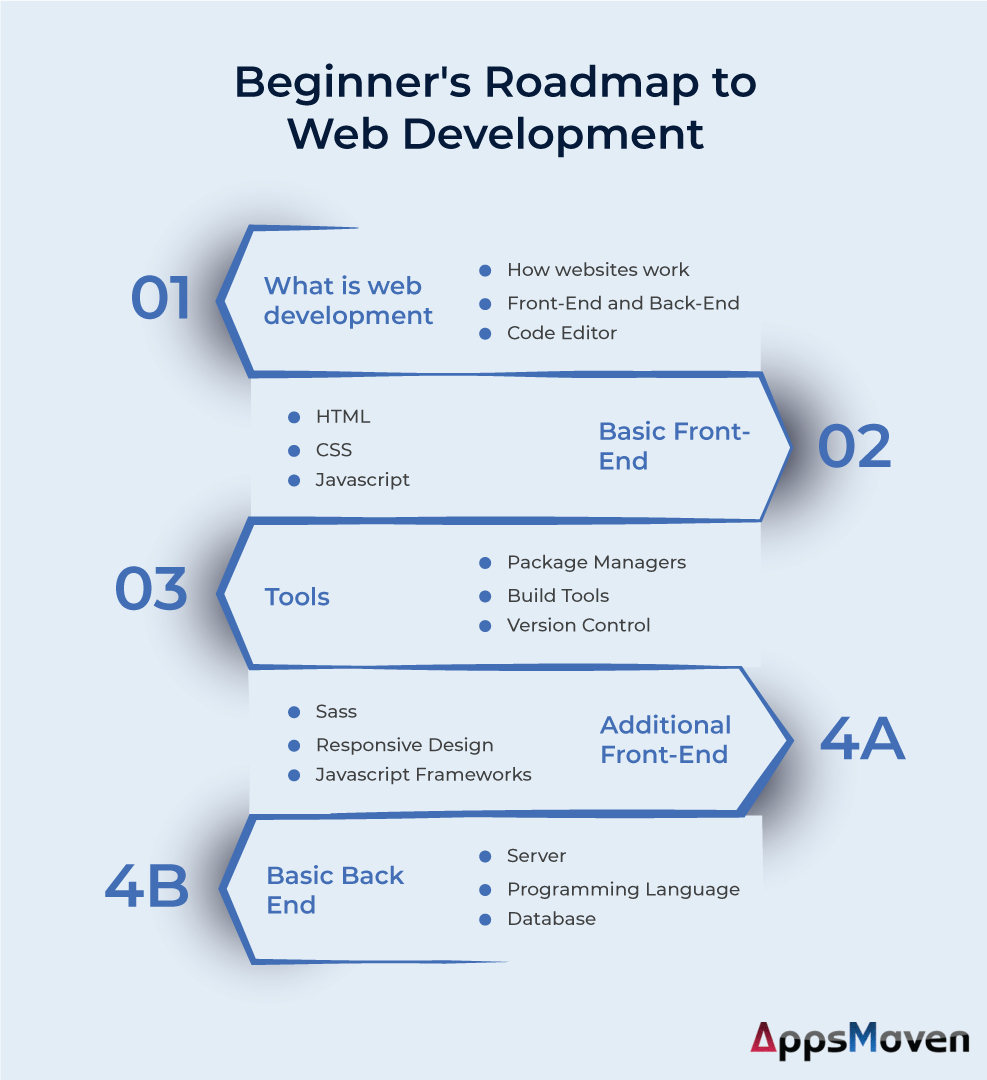 Beginner's Roadmap to
Web Development
01
What is web
development
How websites work
Front-End and Back-End
Code Editor
HTML
CSS
Javascript
Basic Front-
End
02
03
Tools
Package Managers
Build Tools
Version Control
Sass
Responsive Design
Javascript Frameworks
Additional
Front-End
4A
4B
Basic Back
End
Server
Programming Language
Database
AppsMaven